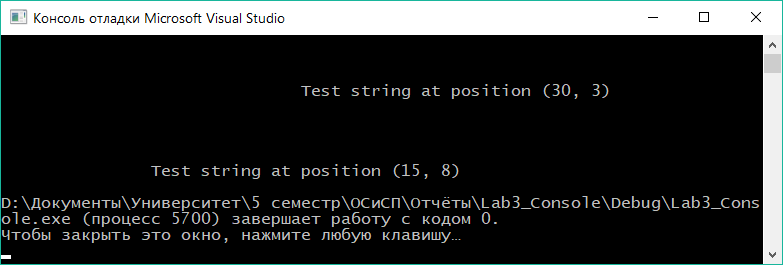 Консоль отладки Microsoft Visual Studio
Test string at position (30, 3)
Test string at position (15, 8)
D:\Документы\Университет\5 семестр\ОСиСП\Отчёты\Lab3_Console\Debug\Lab3_Cons
ole.exe (процесс 5700) завершает работу с кодом 0.
Чтобы закрыть это окно, нажмите любую клавишу…